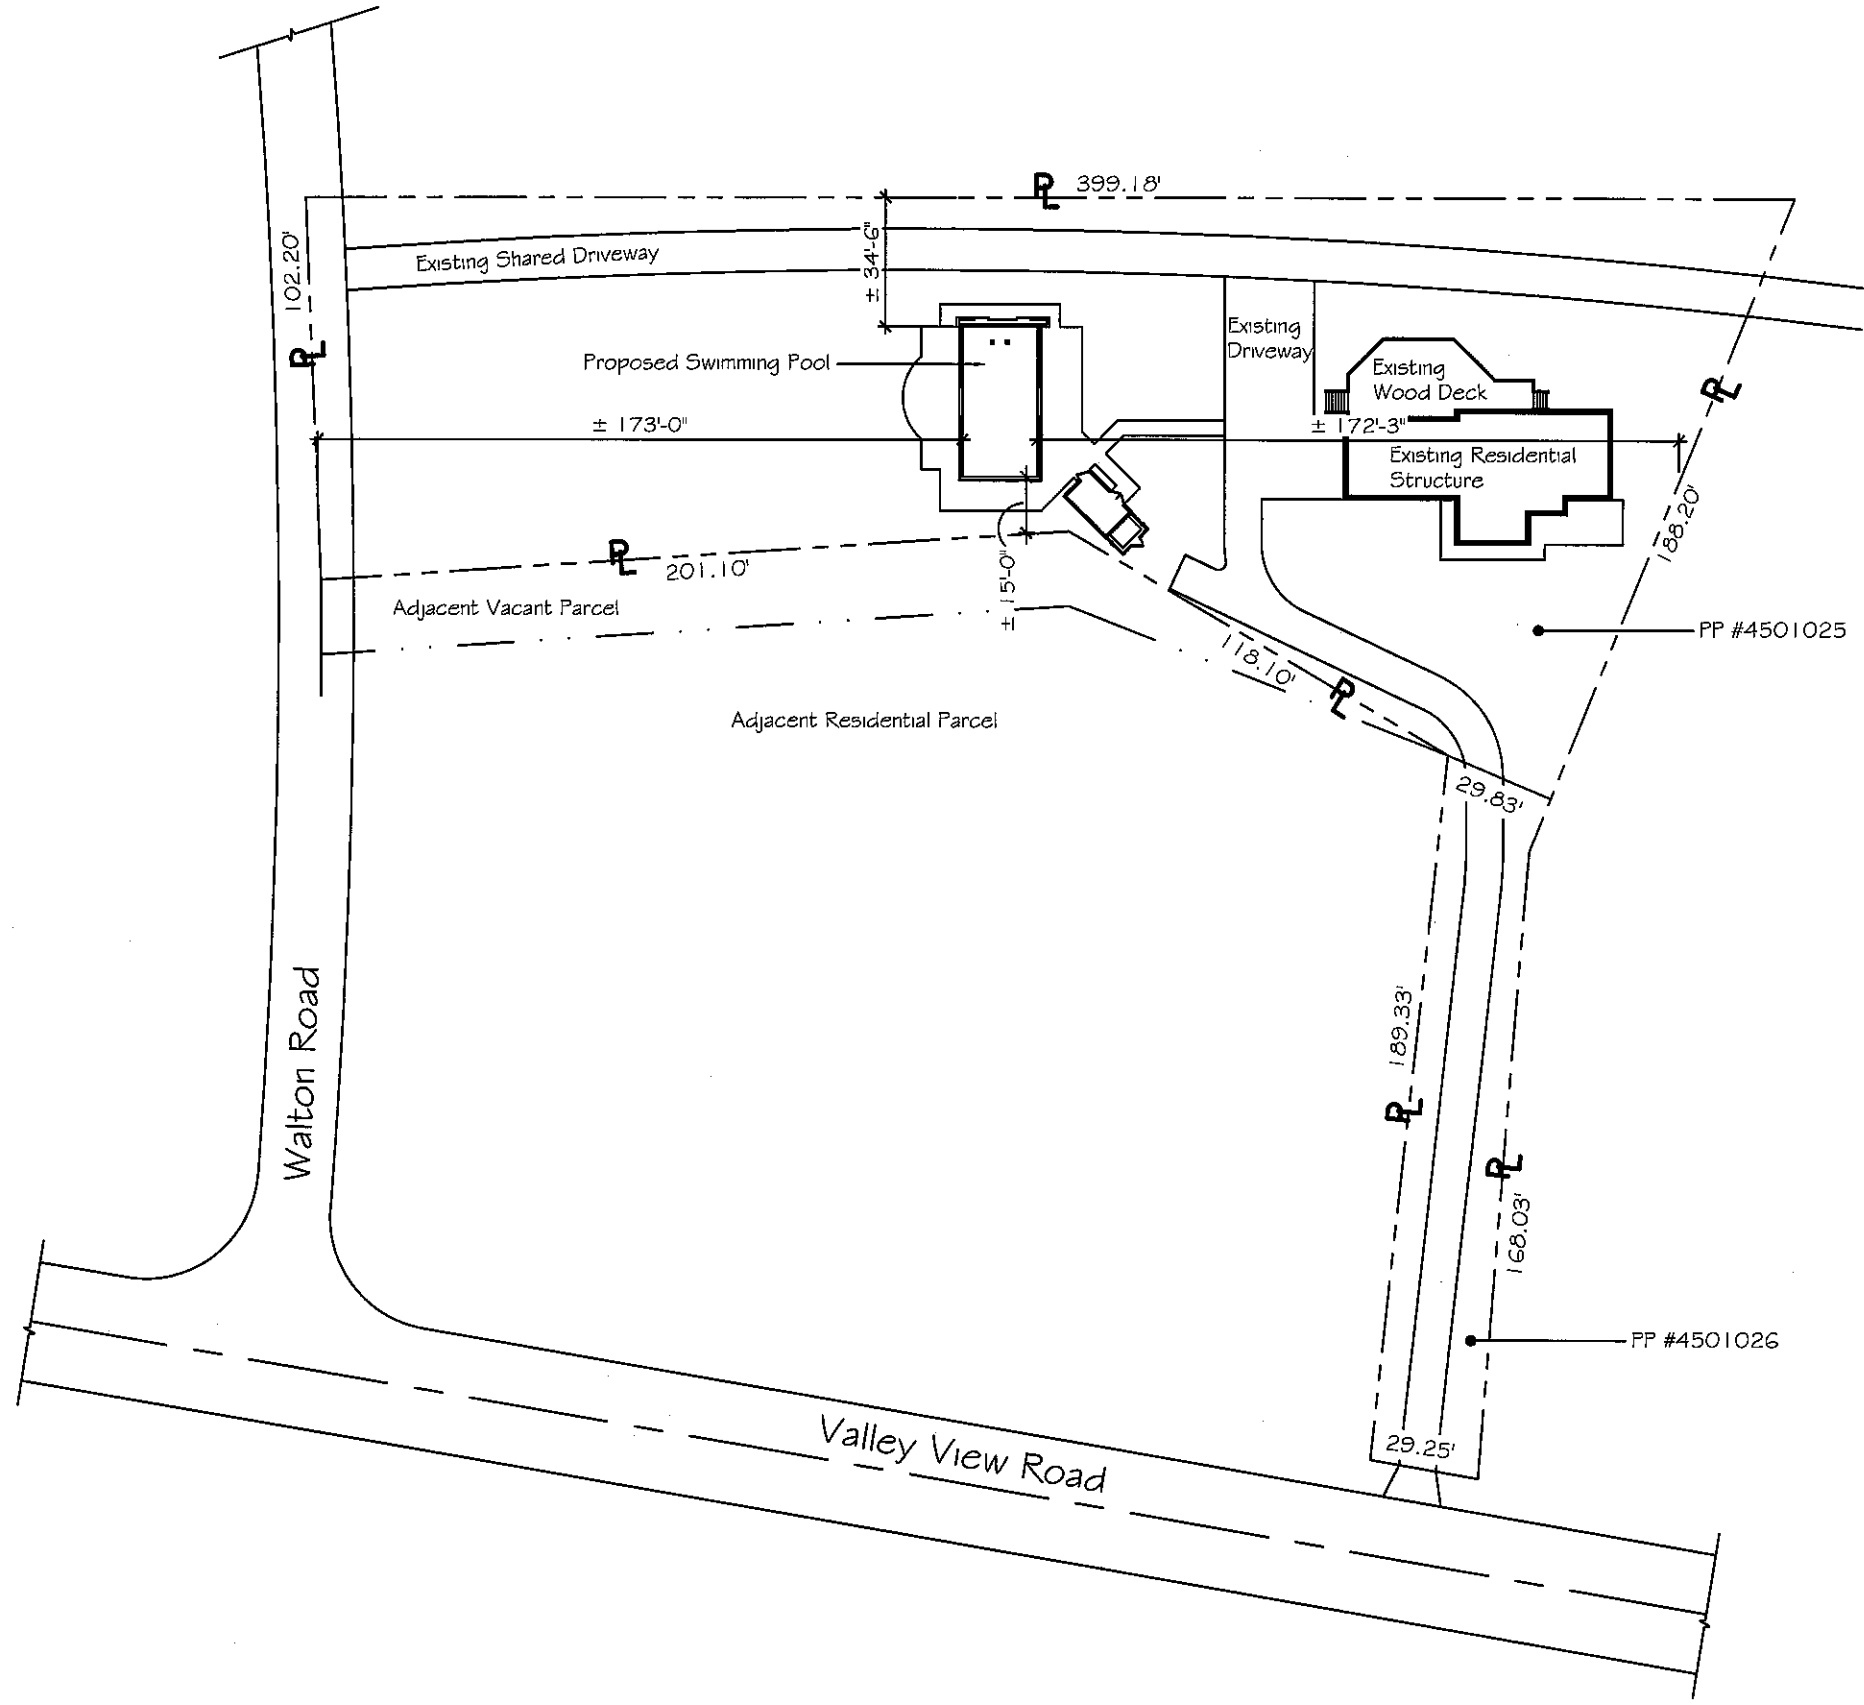 PL 399.18'
102.20'
Existing Shared Driveway
± 34'-6"
Existing
Driveway
Proposed Swimming Pool
PL
Existing
Wood Deck
PL
± 173'-0"
± 172'-3"
Existing Residential
Structure
188.20'
PL
201.10'
± 15'-0"
Adjacent Vacant Parcel
PP #4501025
118.10'
PL
Adjacent Residential Parcel
29.83'
189.33'
Walton Road
PL
PL
168.03'
PP #4501026
29.25'
Valley View Road